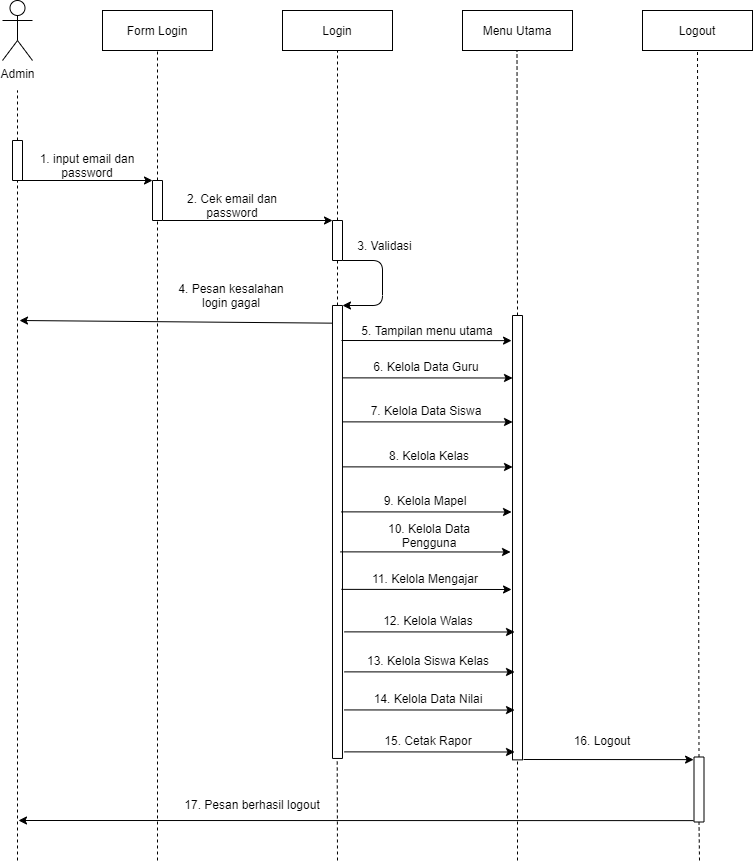 Form Login
Login
Menu Utama
Logout
Admin
1. input email dan
password
2. Cek email dan
password
3. Validasi
4. Pesan kesalahan
login gagal
5. Tampilan menu utama
6. Kelola Data Guru
7. Kelola Data Siswa
8. Kelola Kelas
9. Kelola Mapel
10. Kelola Data
Pengguna
11. Kelola Mengajar
12. Kelola Walas
13. Kelola Siswa Kelas
14. Kelola Data Nilai
15. Cetak Rapor
16. Logout
17. Pesan berhasil logout